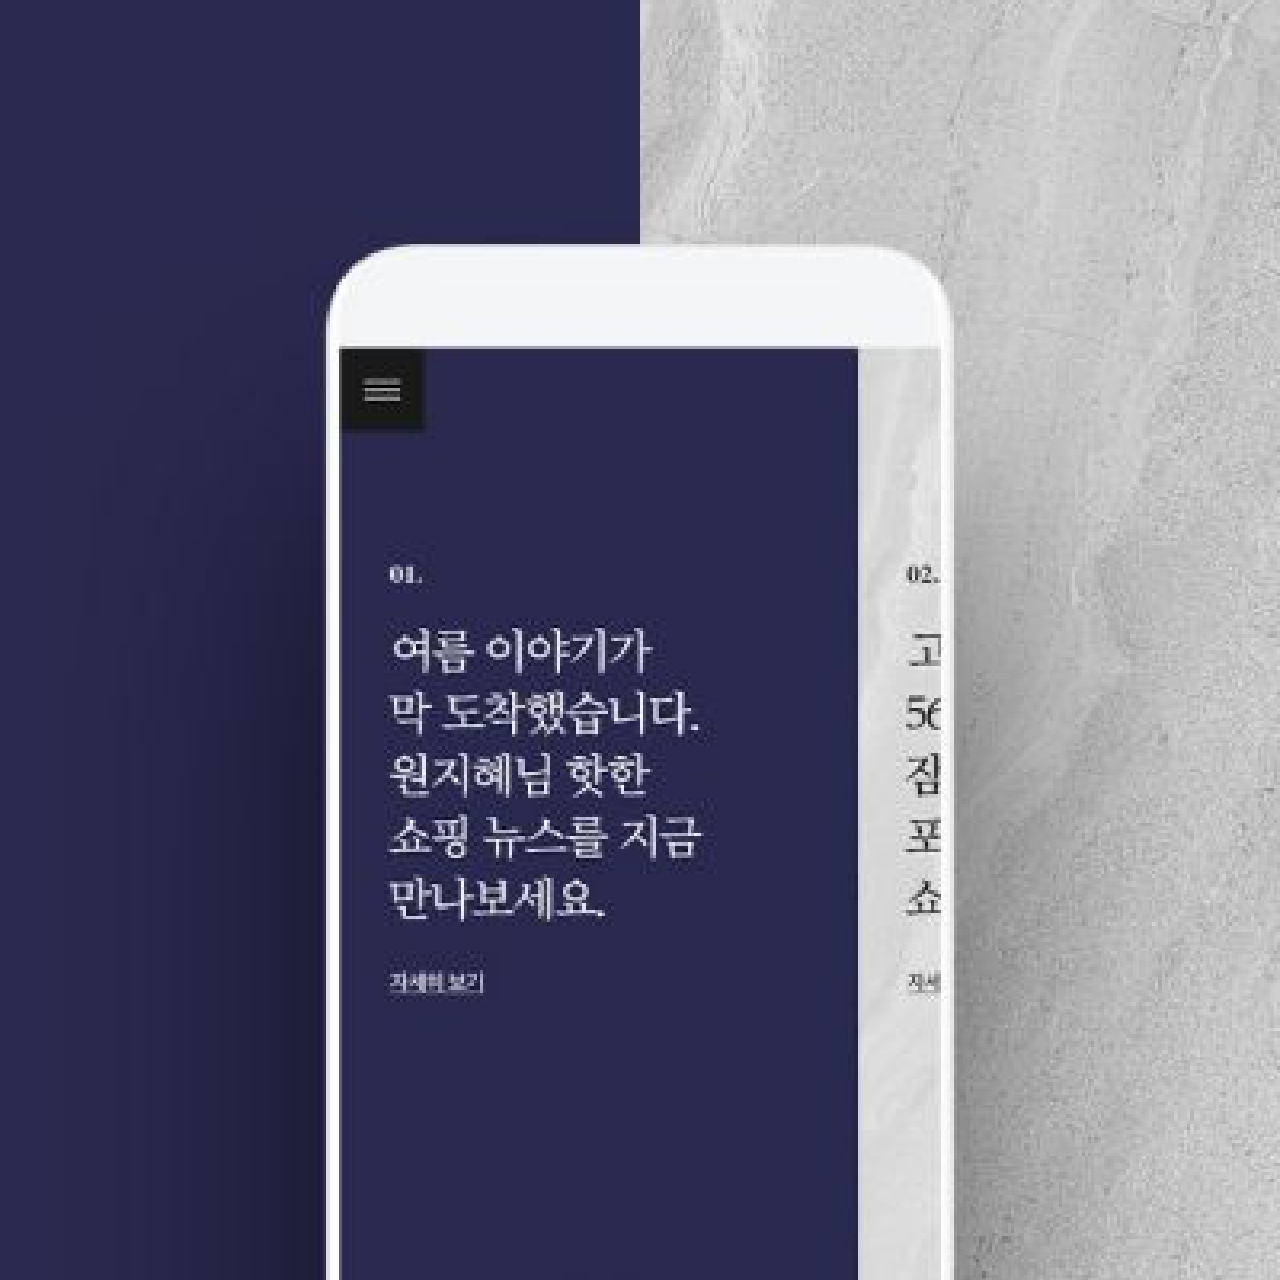 01.
여름 이야기가
막 도착했습니다.
원지혜님 핫한
쇼핑 뉴스를 지금
만나보세요.
자세히 보기
02.
고
56
잠
포
쇼
자세